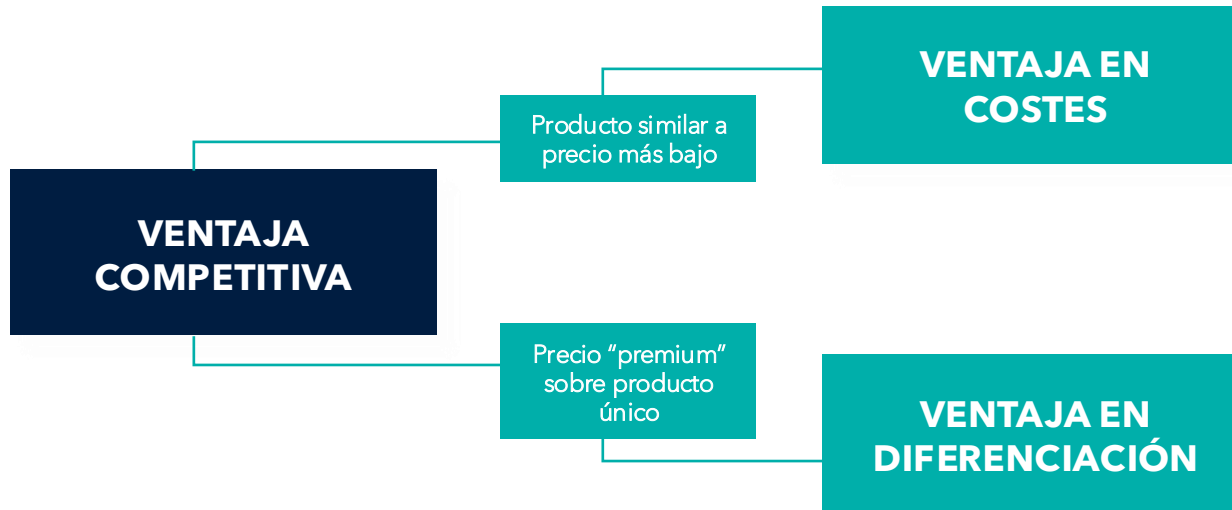 VENTAJA EN
COSTES
Producto similar a
precio más bajo
VENTAJA
COMPETITIVA
Precio “premium”
sobre producto
único
VENTAJA EN
DIFERENCIACIÓN